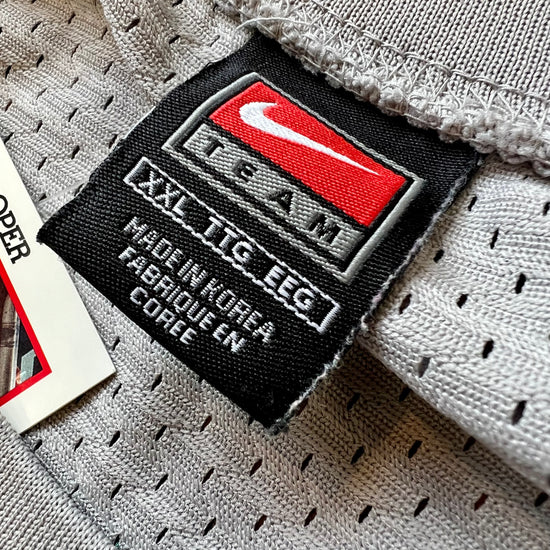 TEAM
XXL TTG EEG
MADE IN KOREA
FABRIQUE EN
COREE
OPER